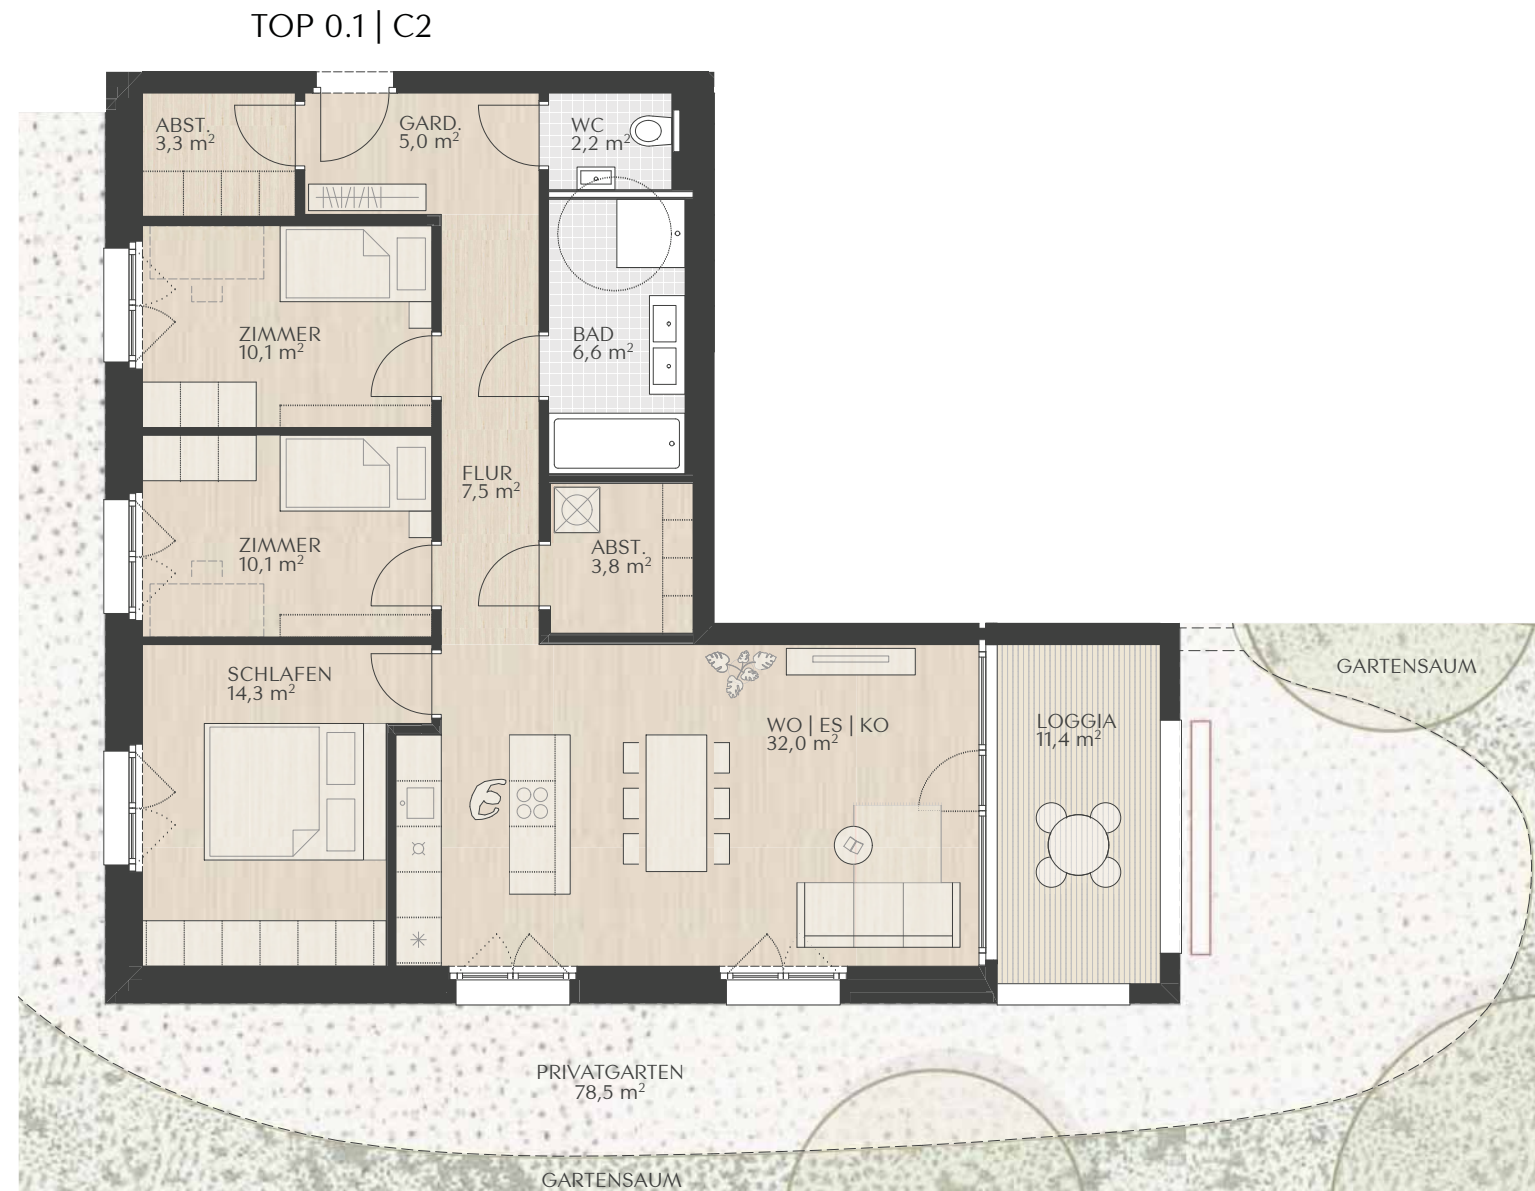 TOP 0.1 | C2
ABST.
3,3 m²
GARD.
5,0 m²
WC
2,2 m²
ZIMMER
10,1 m²
BAD
6,6 m²
FLUR
7,5 m²
ZIMMER
10,1 m²
ABST.
3,8 m²
SCHLAFEN
14,3 m²
WO | ES | KO
32,0 m²
LOGGIA
11,4 m²
GARTENSAUM
PRIVATGARTEN
78,5 m²
GARTENSAUM